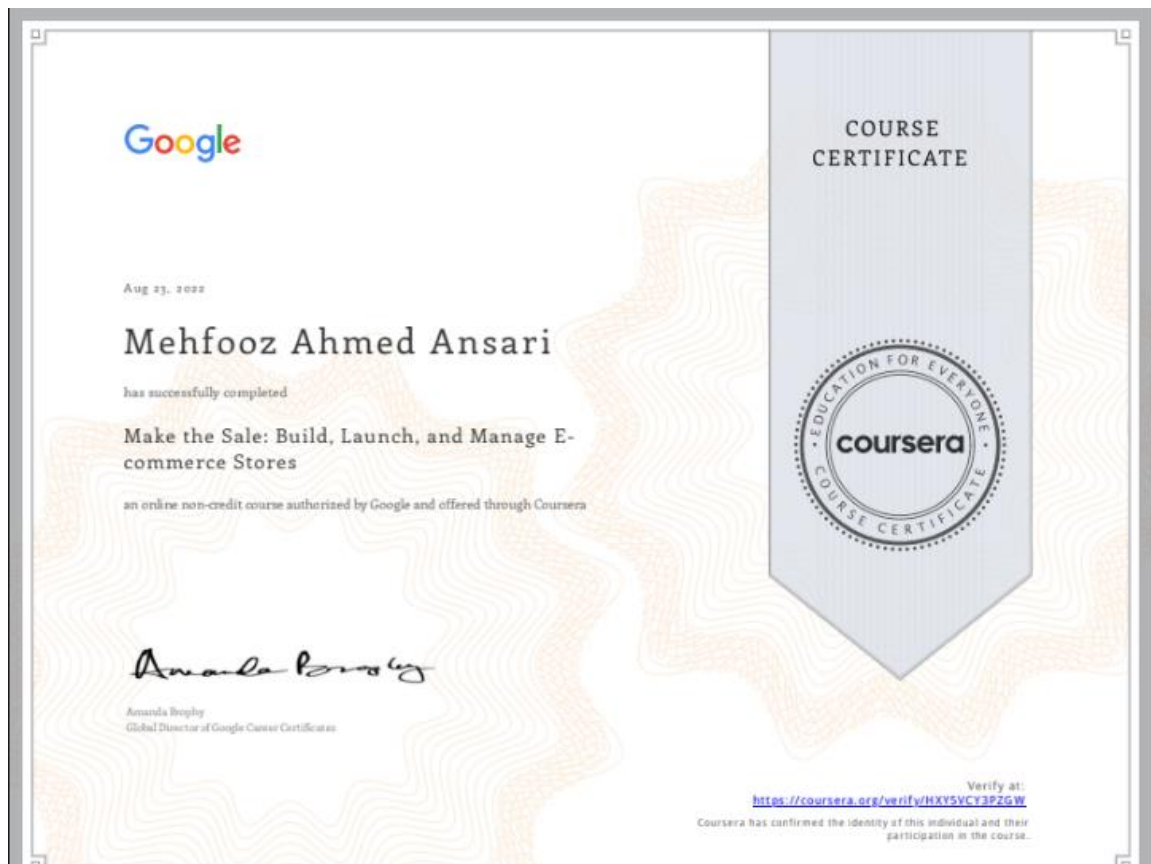 Google
COURSE
CERTIFICATE
Aug 23, 2022
Mehfooz Ahmed Ansari
has successfully completed
Make the Sale: Build, Launch, and Manage E-
commerce Stores
an online non-credit course authorized by Google and offered through Coursera
EDUCATION FOR EVERYONE
coursera
COURSE CERTIFICATE
Amanda Brophy
Amanda Brophy
Global Director of Google Career Certificates
Verify at:
https://coursera.org/verify/HXY5VCY3PZGW
Coursera has confirmed the identity of this individual and their
participation in the course.